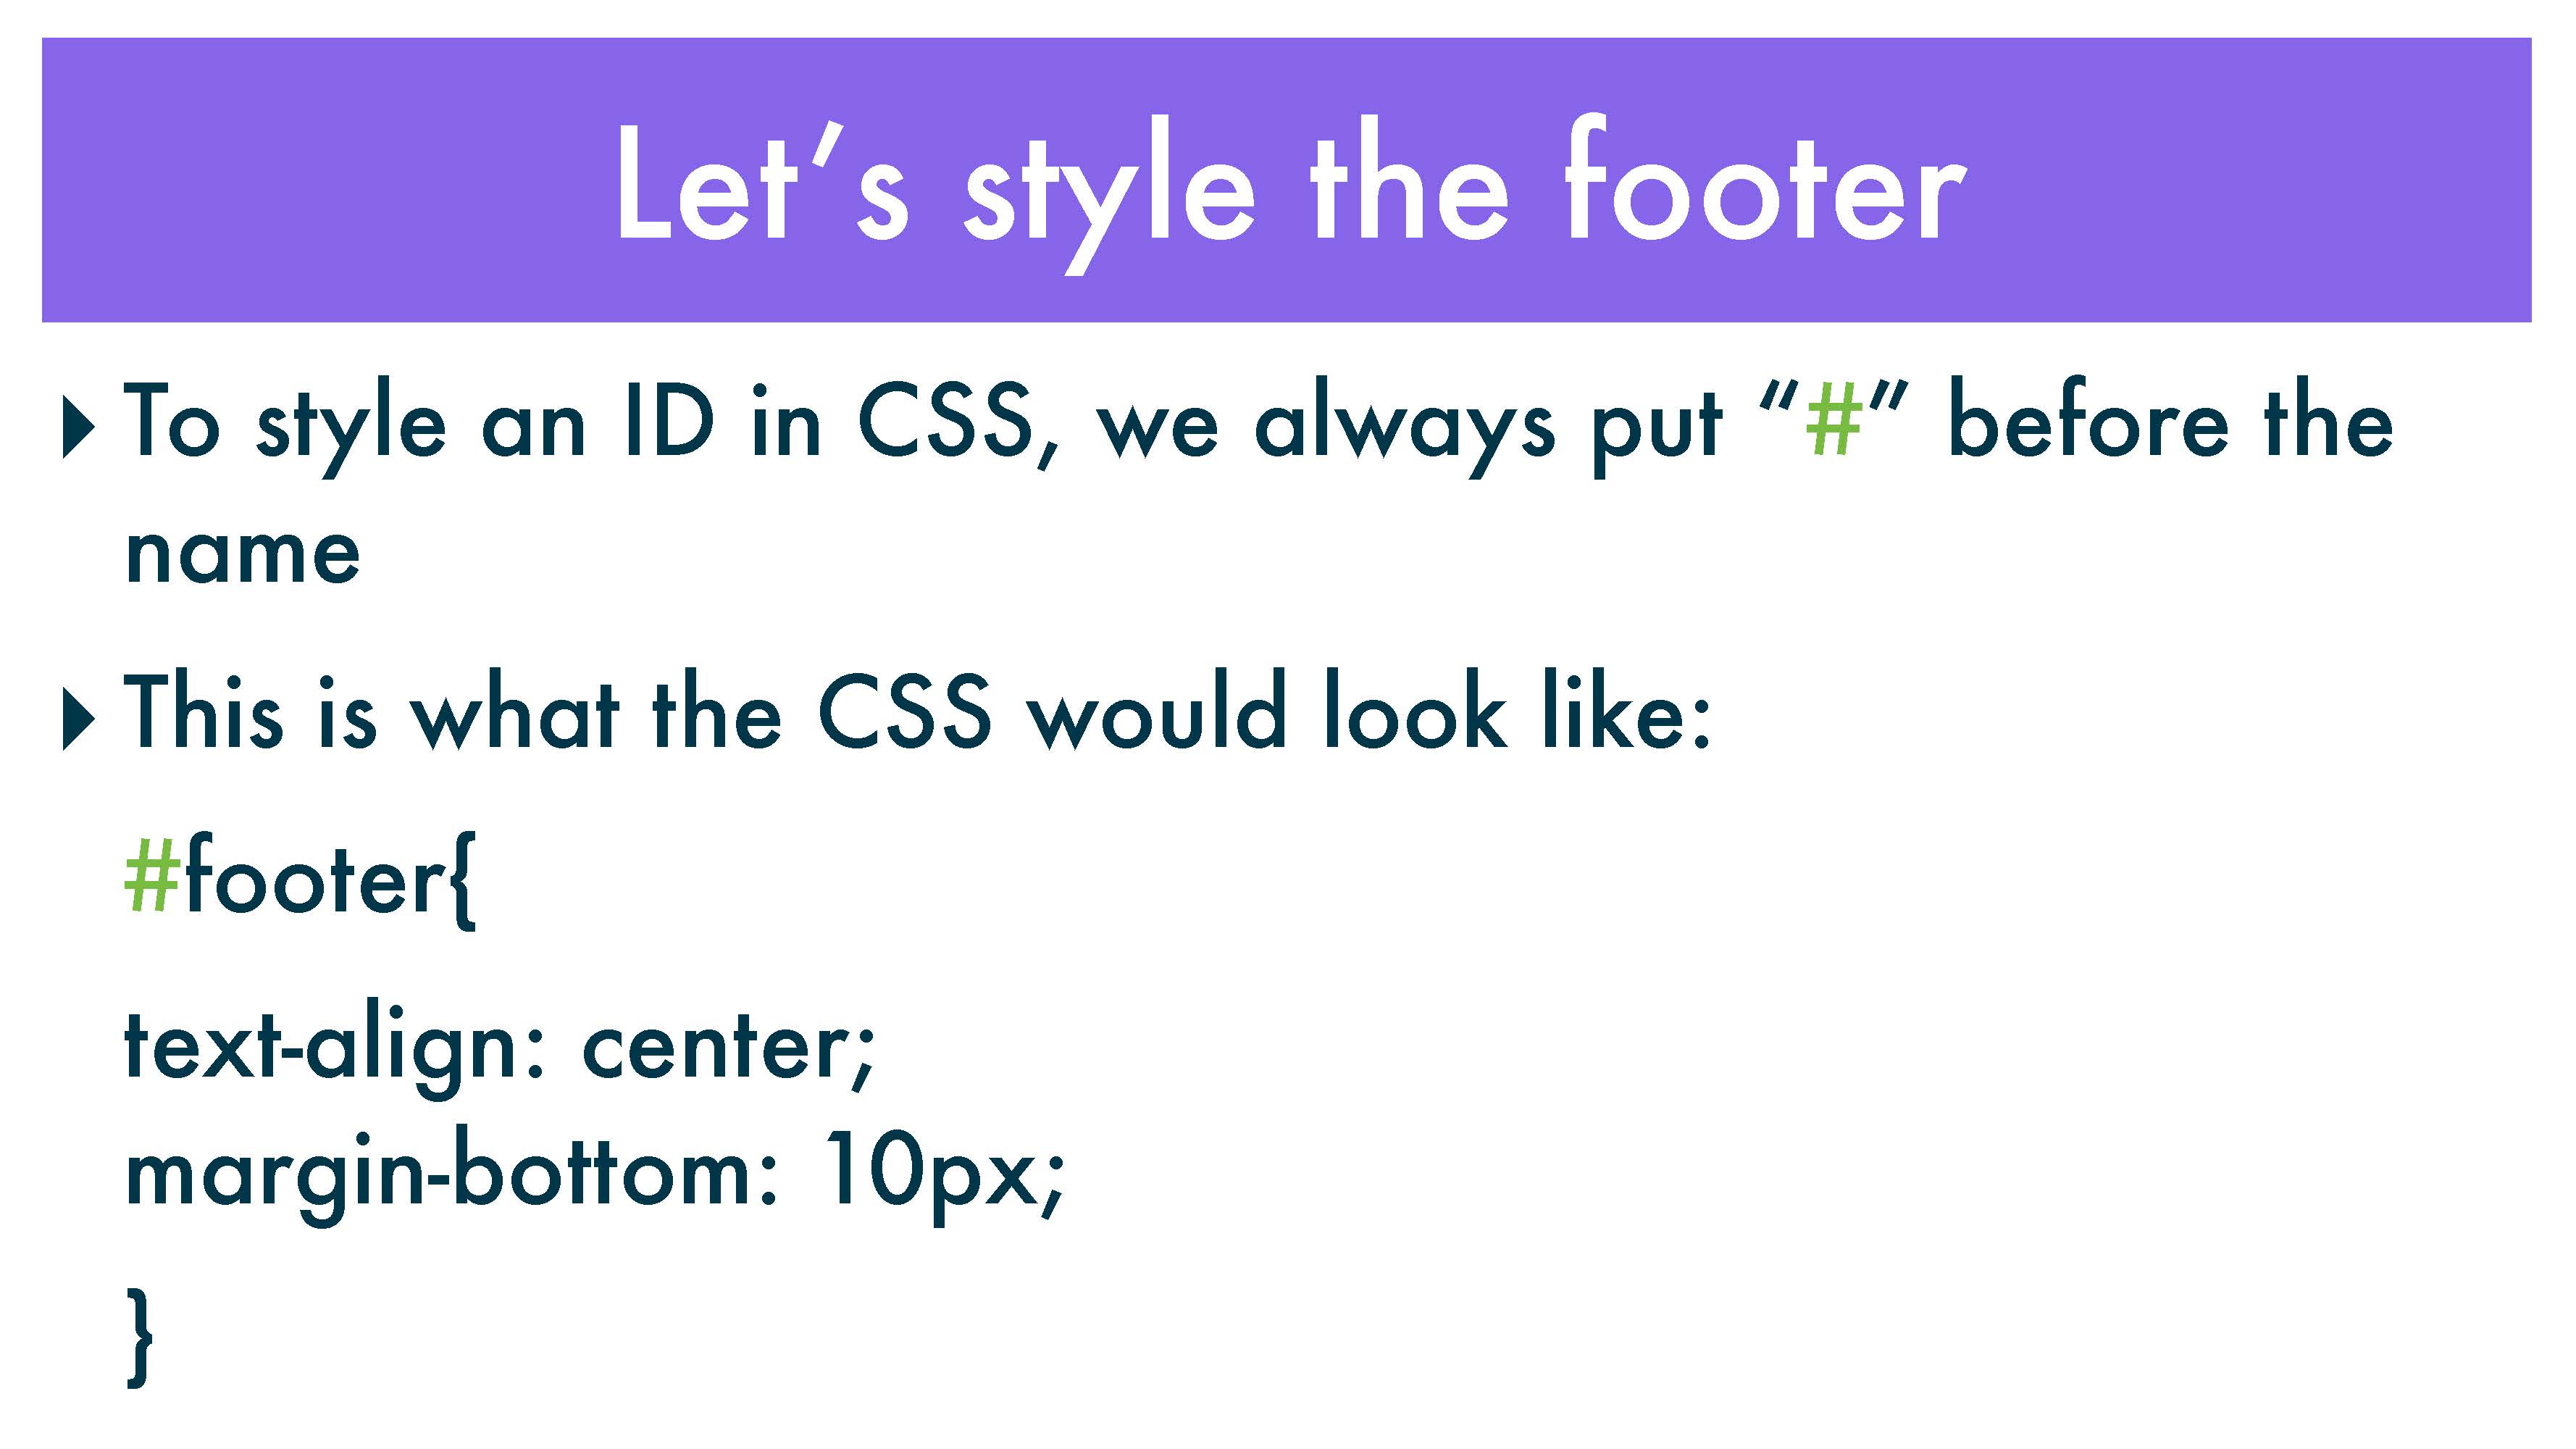 Let’s style the footer
▸To style an ID in CSS, we always put “#” before the
name
▸This is what the CSS would look like:
#footer{
text-align: center;
margin-bottom: 10px;
}